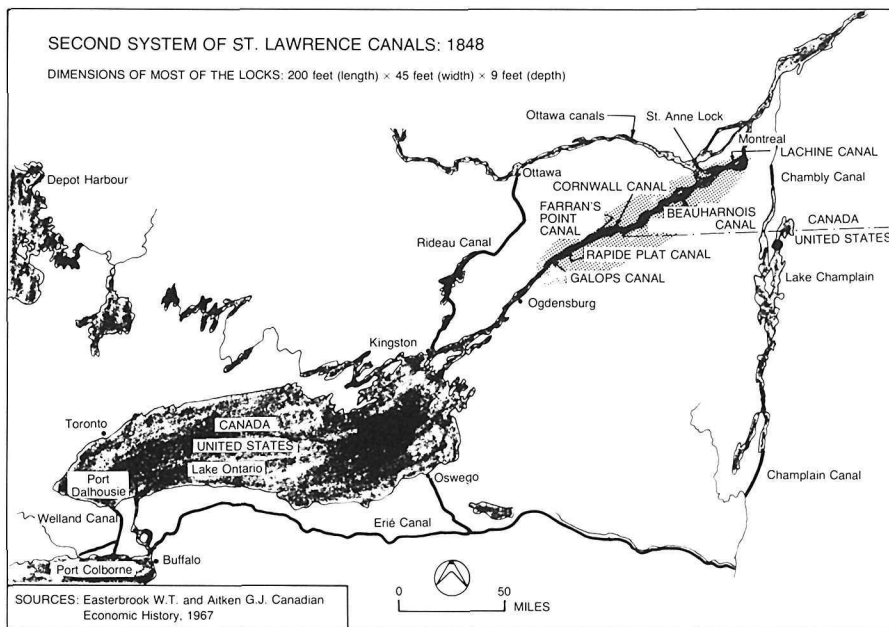 SECOND SYSTEM OF ST. LAWRENCE CANALS: 1848
DIMENSIONS OF MOST OF THE LOCKS: 200 feet (length) × 45 feet (width) × 9 feet (depth)
Ottawa canals
St. Anne Lock
Montreal
LACHINE CANAL
Depot Harbour
Ottawa
CORNWALL CANAL
Chambly Canal
FARRAN'S
POINT
CANAL
BEAUHARNOIS
CANAL
CANADA
UNITED STATES
Rideau Canal
RAPIDE PLAT CANAL
GALOPS CANAL
Lake Champlain
Ogdensburg
Kingston
Toronto
CANADA
UNITED STATES
Lake Ontario
Port
Dalhousie
Oswego
Champlain Canal
Welland Canal
Erié Canal
Buffalo
Port Colborne
0 50
MILES
SOURCES: Easterbrook W.T. and Aitken G.J. Canadian
Economic History, 1967